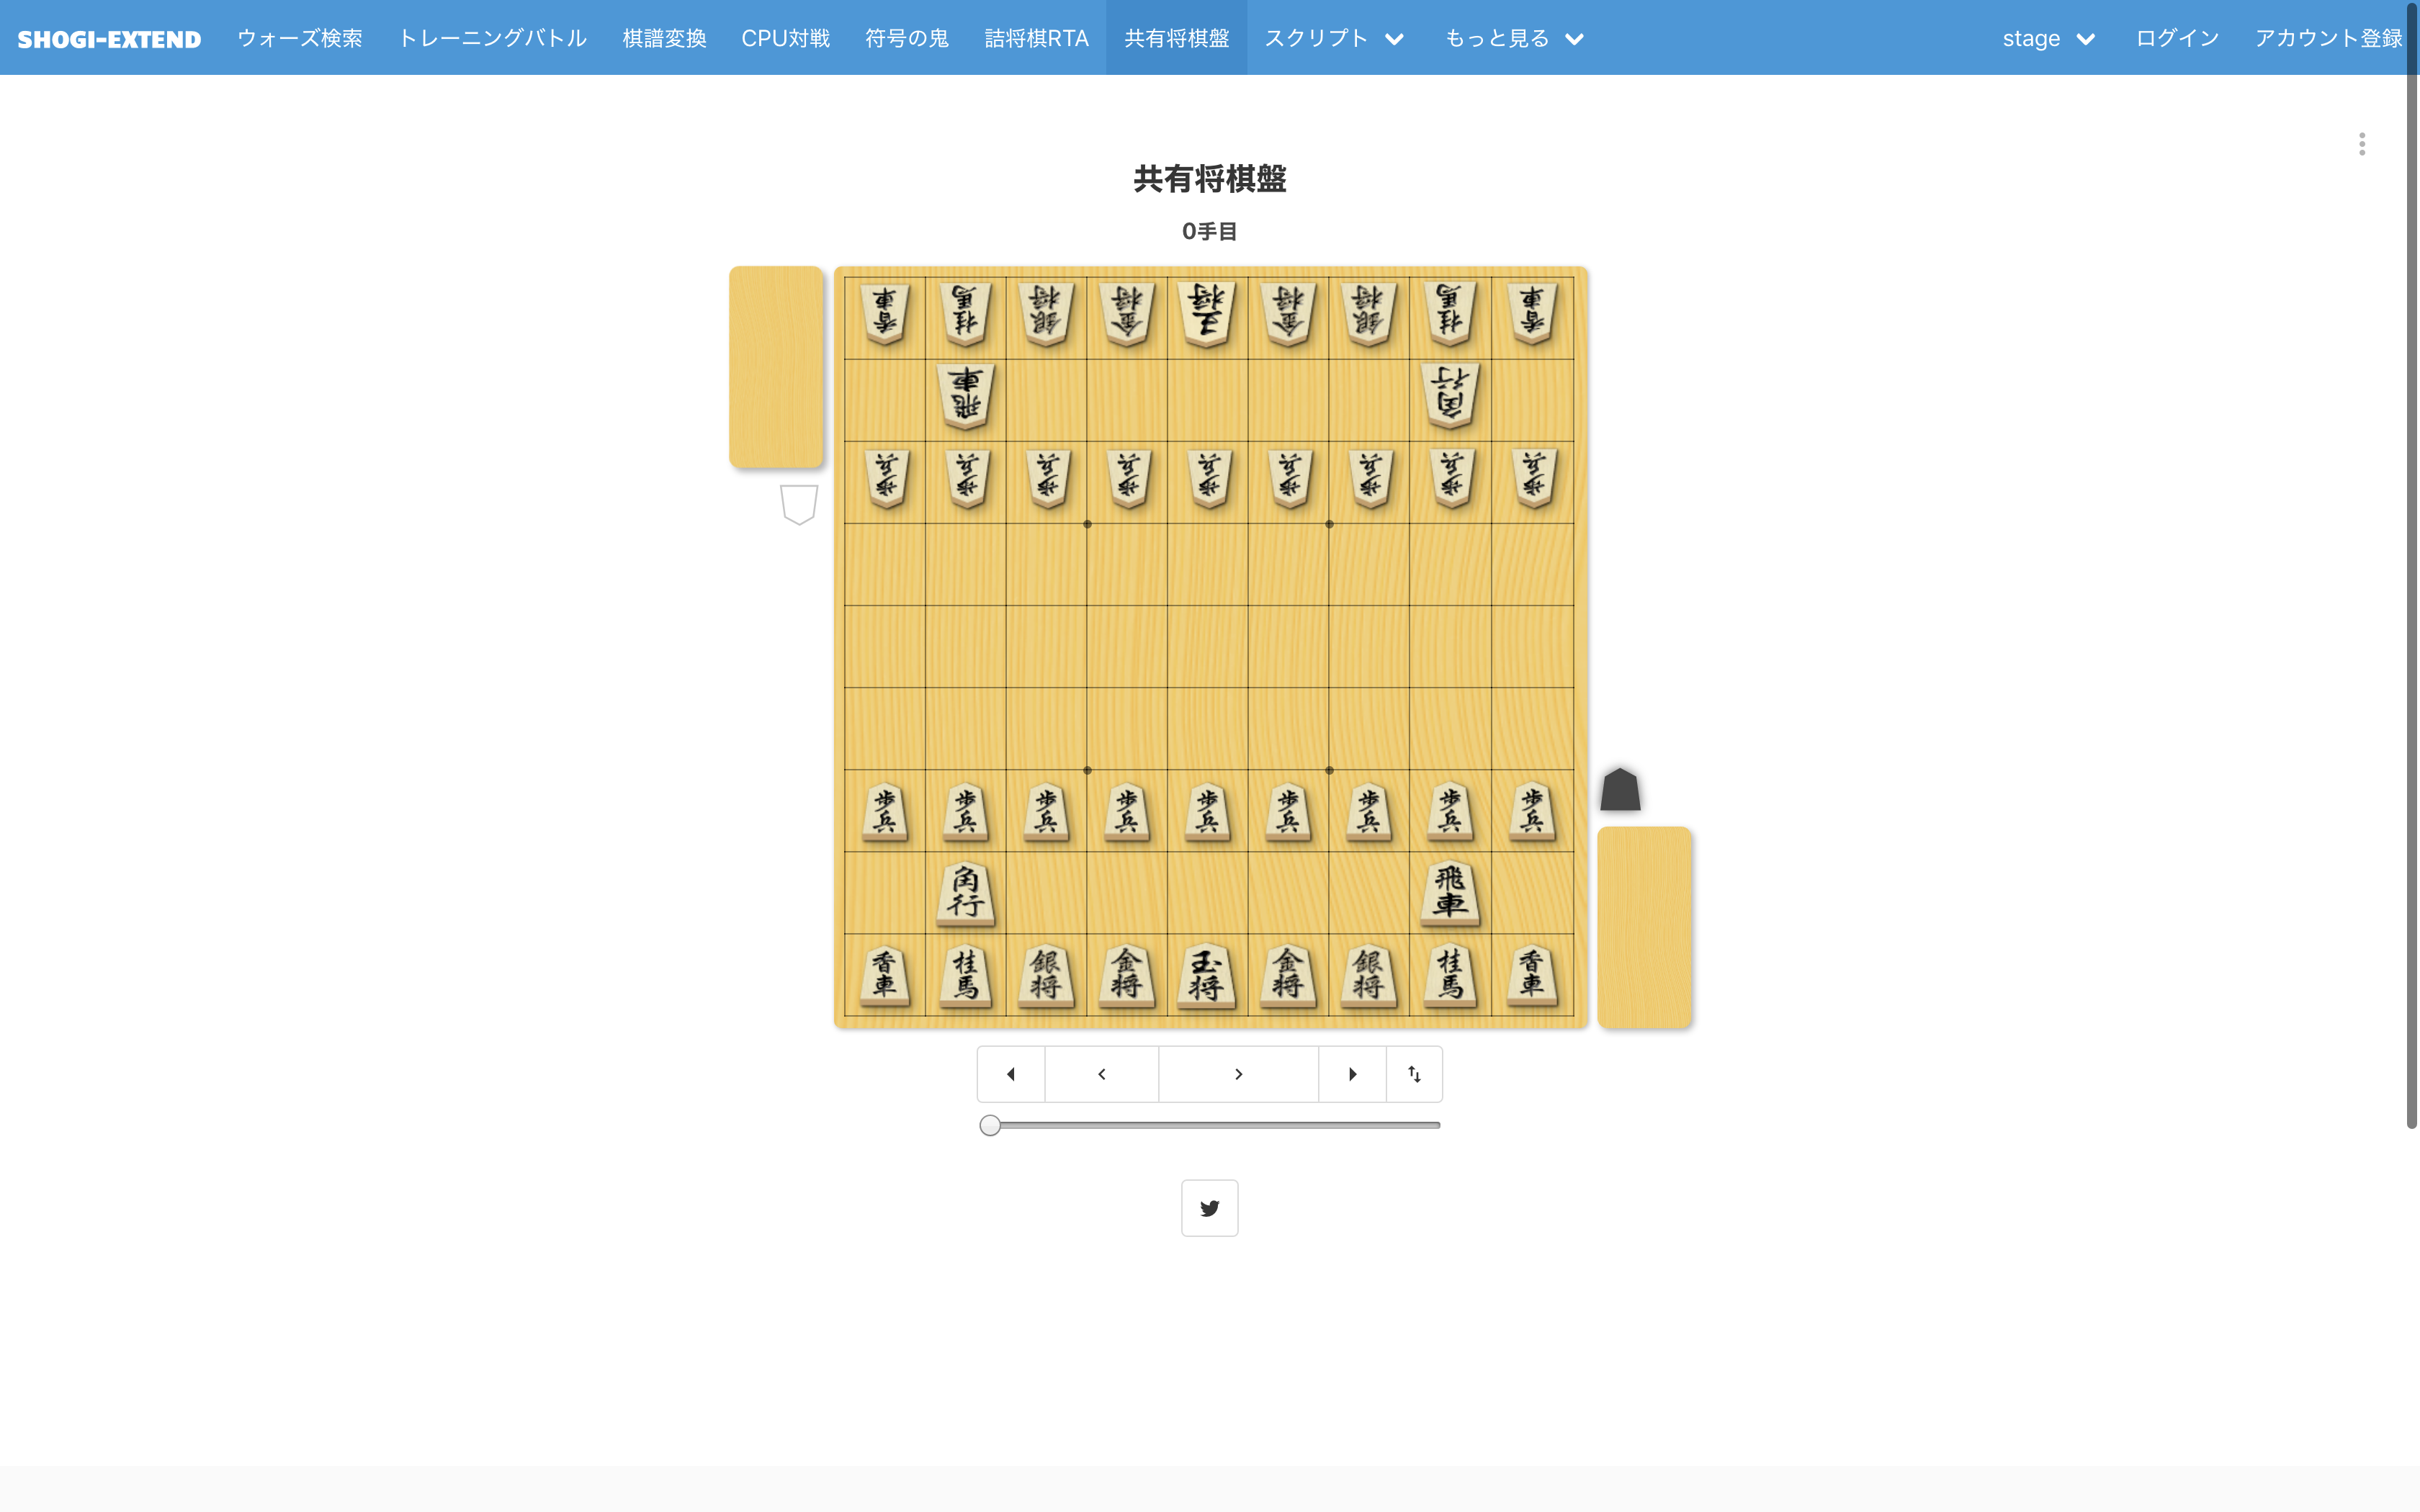 SHOGI-EXTEND ウォーズ検索 トレーニングバトル 棋譜変換 CPU対戦 符号の鬼 詰将棋RTA 共有将棋盤 スクリプト もっと見る stage ログイン アカウント登録
共有将棋盤
0手目
香車 桂馬 銀将 金将 王将 金将 銀将 桂馬 香車
飛車 角行
歩兵 歩兵 歩兵 歩兵 歩兵 歩兵 歩兵 歩兵 歩兵
歩兵 歩兵 歩兵 歩兵 歩兵 歩兵 歩兵 歩兵 歩兵
角行 飛車
香車 桂馬 銀将 金将 玉将 金将 銀将 桂馬 香車